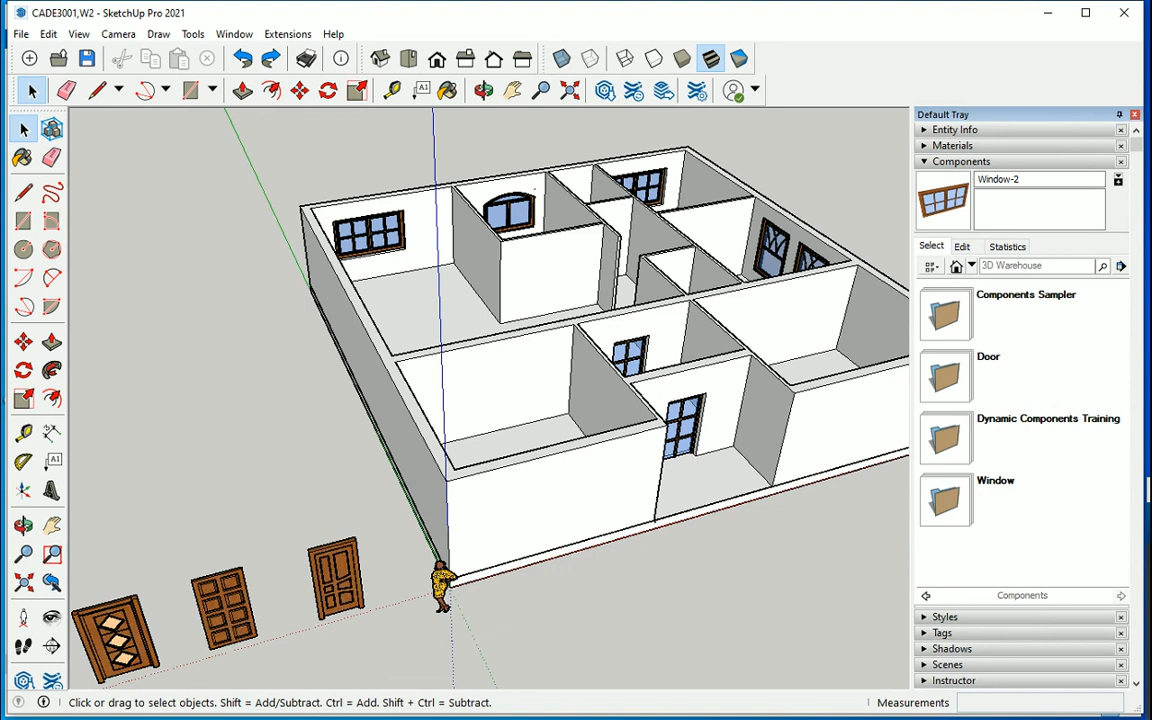 CADE3001,W2 - SketchUp Pro 2021
File Edit View Camera Draw Tools Window Extensions Help
A1
Default Tray
Entity Info
Materials
Components
Window-2
Select Edit Statistics
3D Warehouse
Components Sampler
Door
Dynamic Components Training
Window
A1
Components
Styles
Tags
Shadows
Scenes
Instructor
Click or drag to select objects. Shift = Add/Subtract. Ctrl = Add. Shift + Ctrl = Subtract.
Measurements